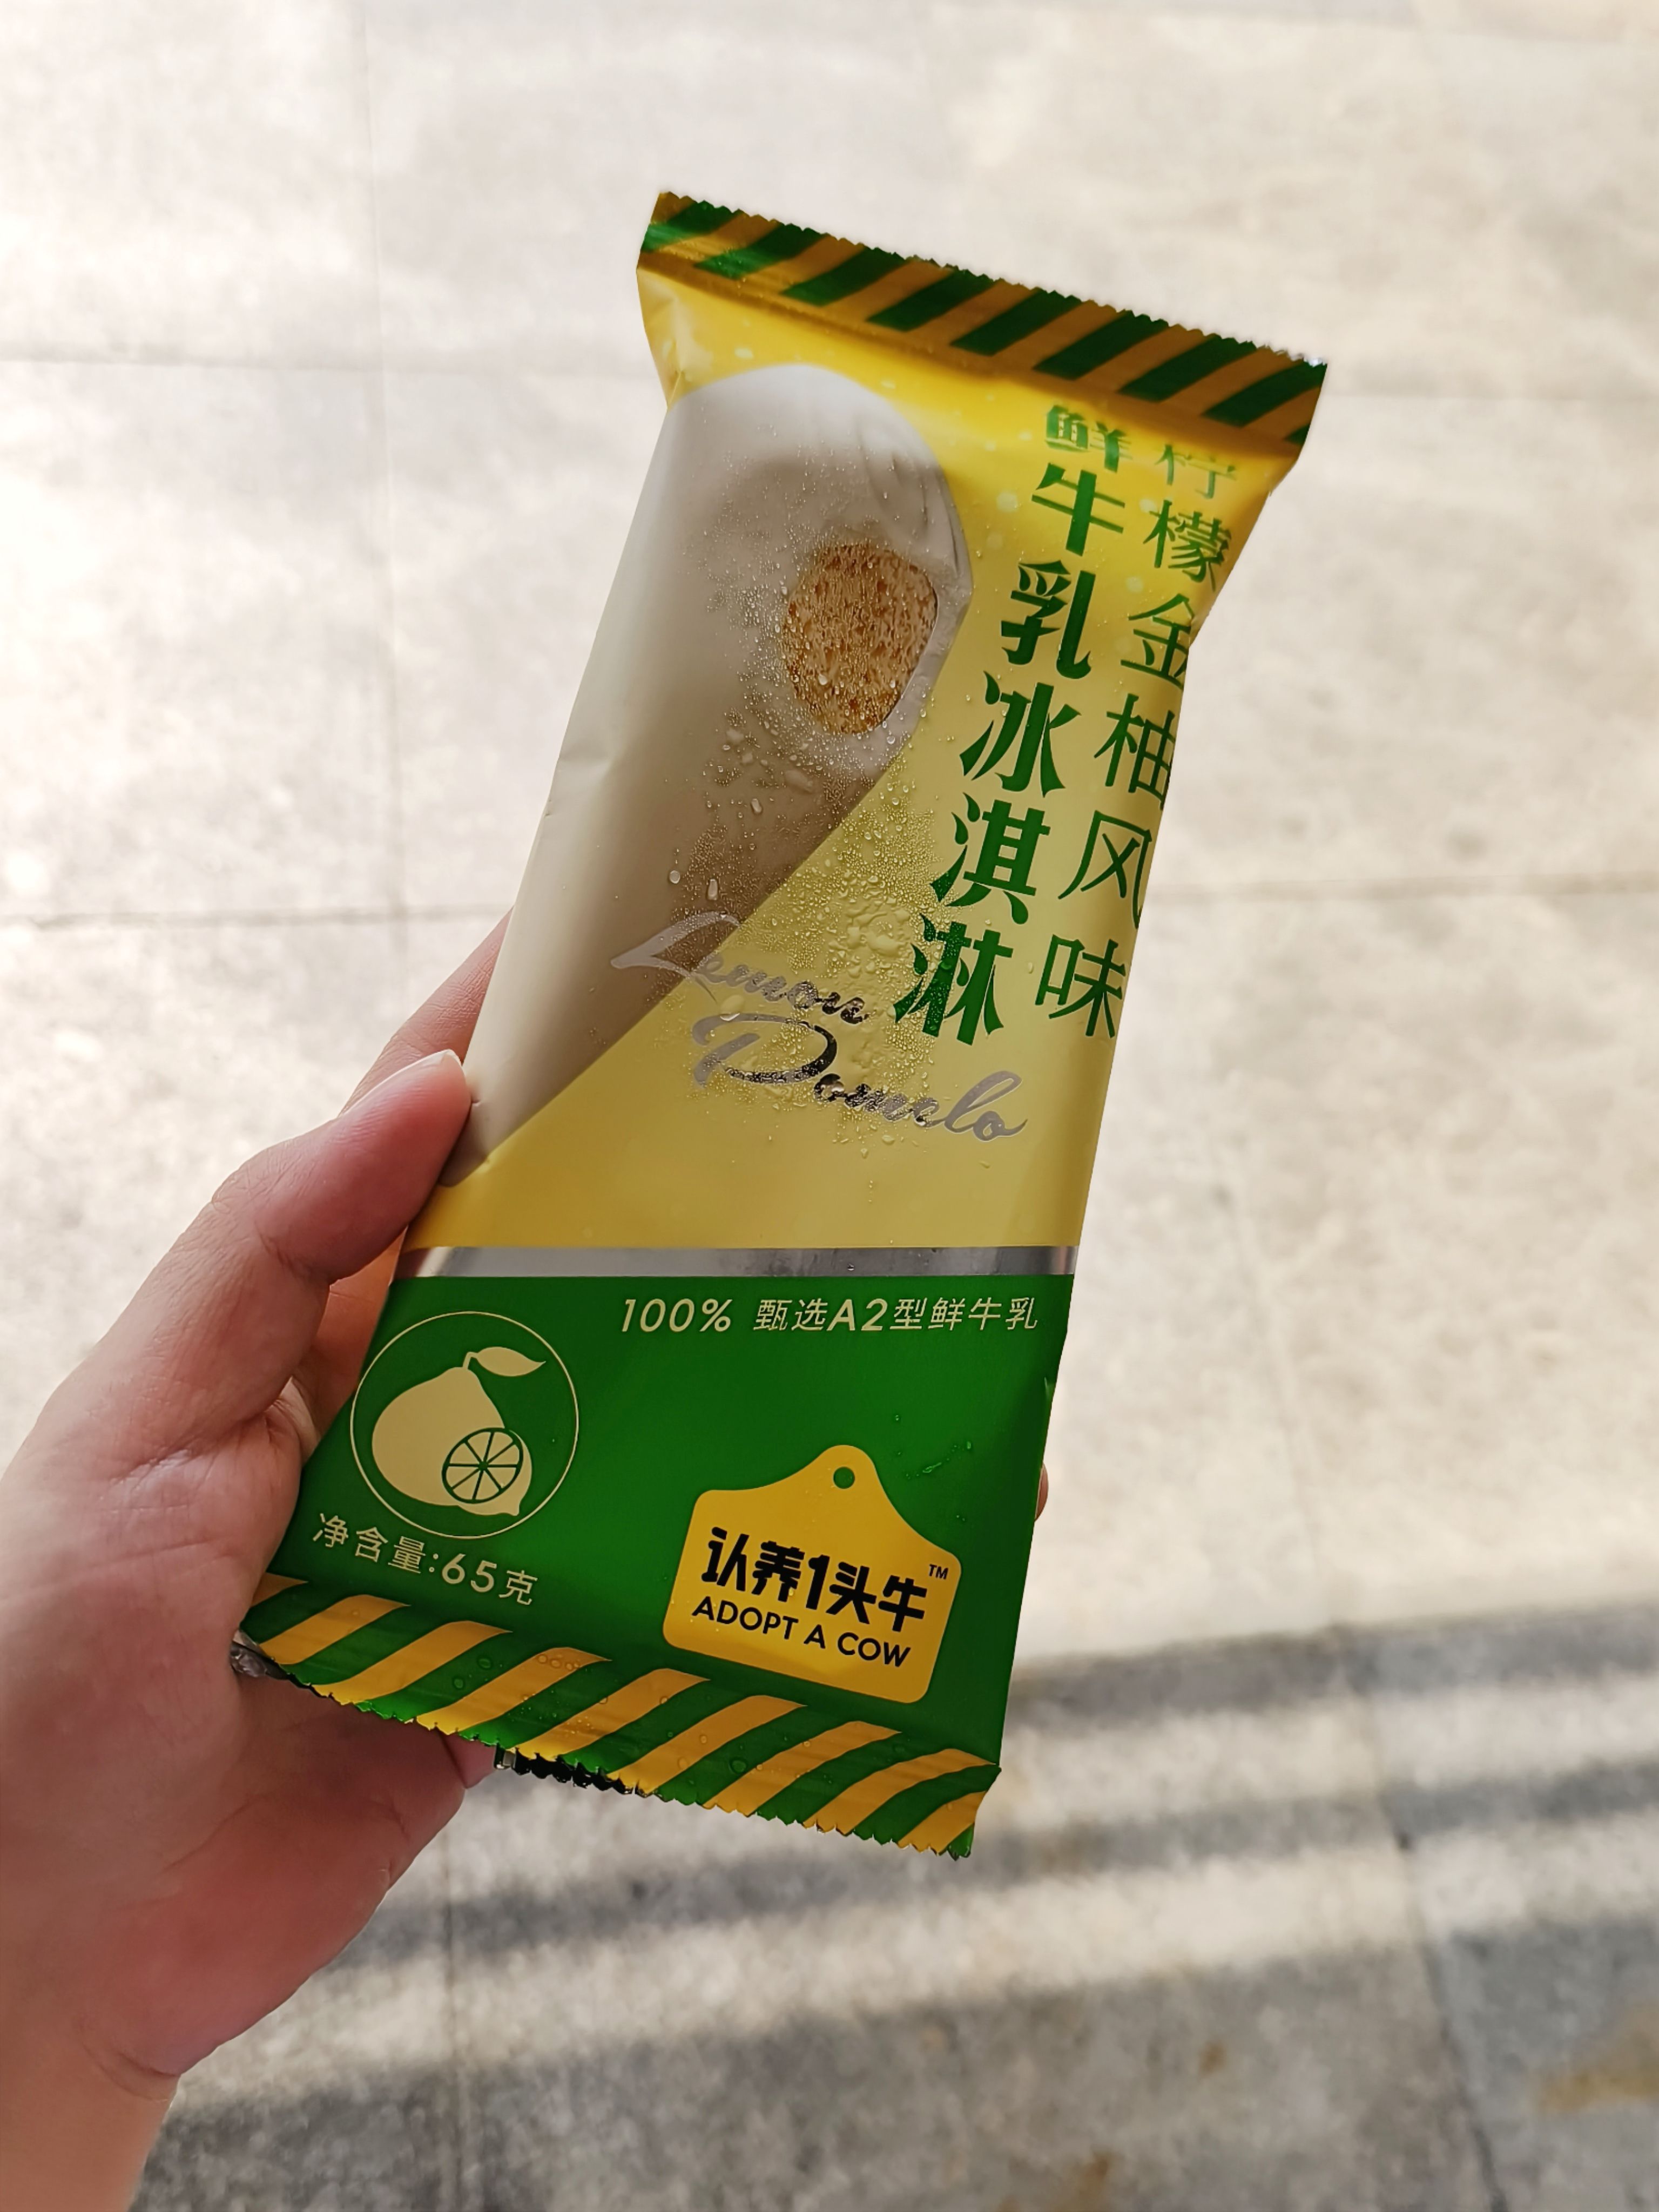 柠檬金柚风味
鲜牛乳冰淇淋
Lemon
Pomelo
100% 甄选A2型鲜牛乳
净含量:65克
认养1头牛™
ADOPT A COW